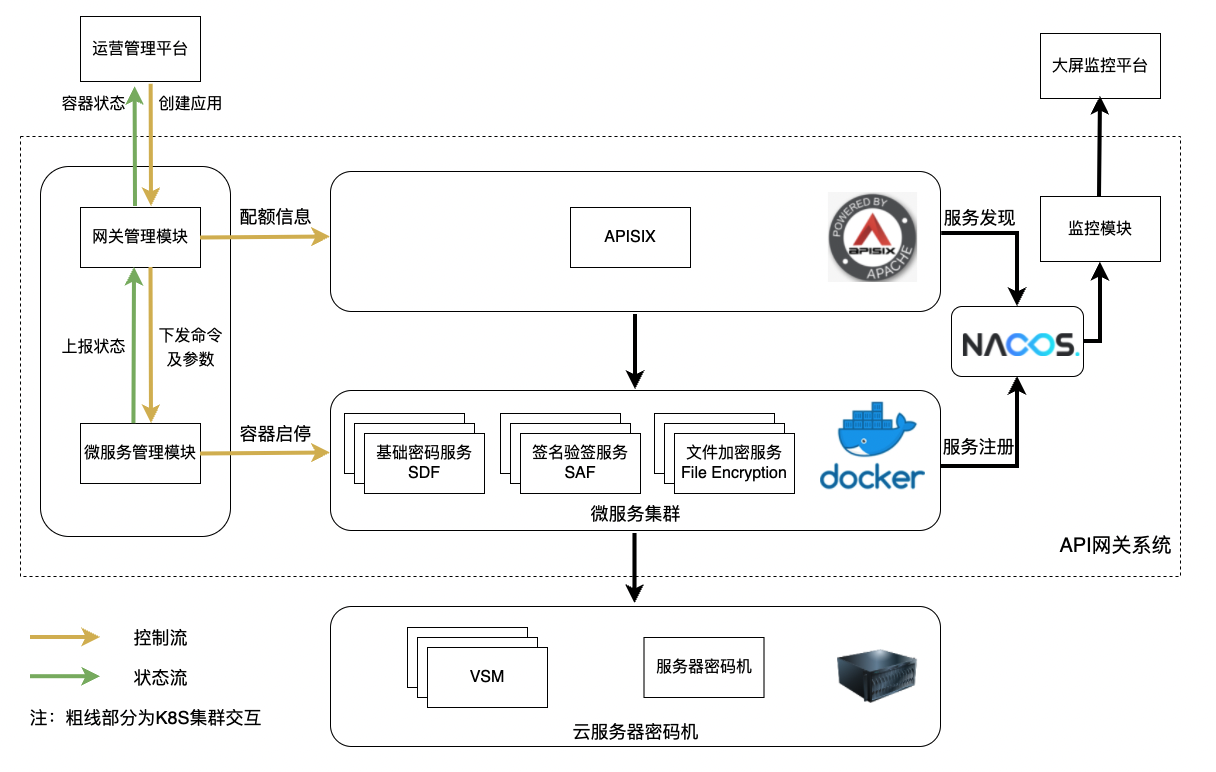 运营管理平台
大屏监控平台
容器状态
创建应用
网关管理模块
配额信息
APISIX
POWERED BY
APISIX
APACHE
服务发现
监控模块
上报状态
下发命令
及参数
NACOS.
微服务管理模块
容器启停
基础密码服务
SDF
签名验签服务
SAF
文件加密服务
File Encryption
docker
服务注册
微服务集群
API网关系统
控制流
状态流
注：粗线部分为K8S集群交互
VSM
服务器密码机
云服务器密码机